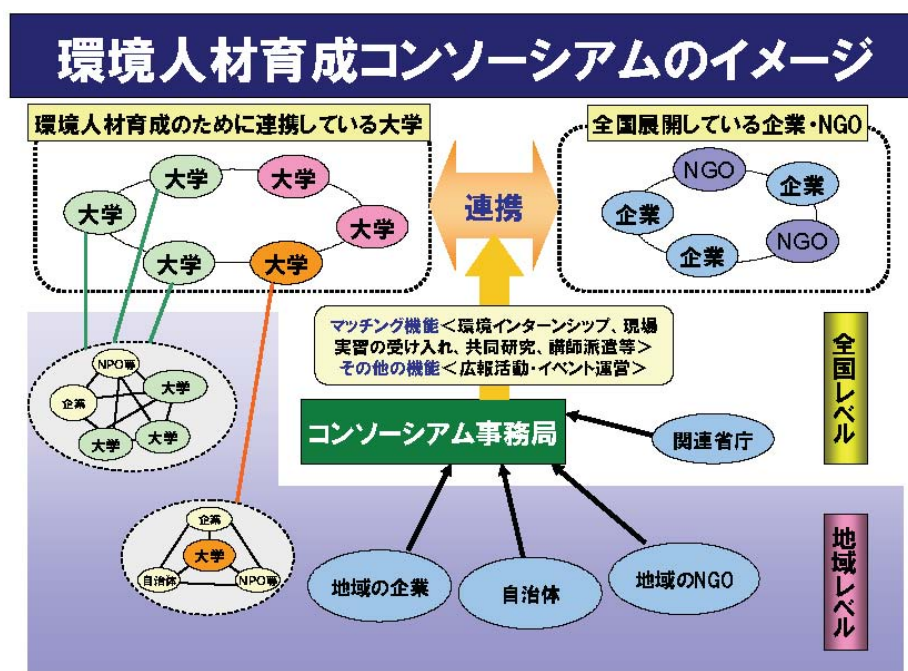 環境人材育成コンソーシアムのイメージ
環境人材育成のために連携している大学
全国展開している企業・NGO
大学
大学
大学
大学
大学
大学
連携
NGO
企業
企業
企業
NGO
マッチング機能<環境インターンシップ、現場
実習の受け入れ、共同研究、講師派遣等>
その他の機能<広報活動・イベント運営>
全国レベル
NPO等
企業
大学
大学
大学
コンソーシアム事務局
関連省庁
企業
大学
自治体
NPO等
地域の企業
自治体
地域のNGO
地域レベル